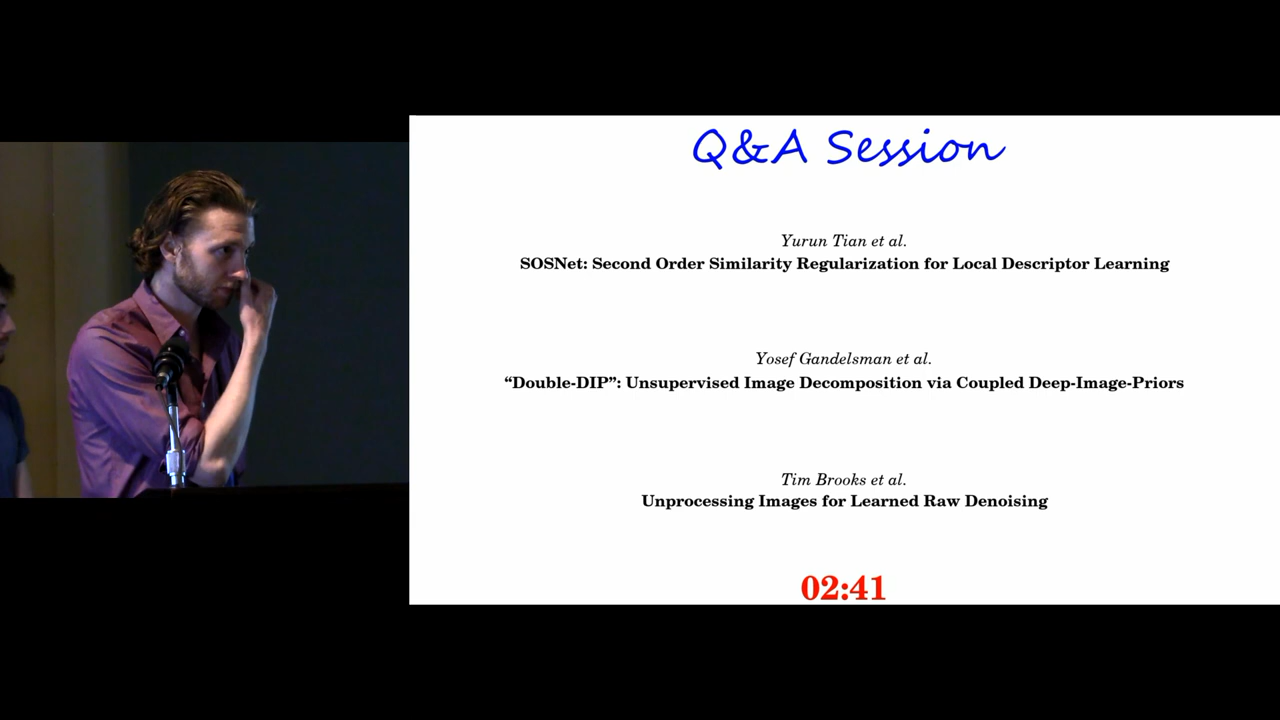 Q&A Session
Yurun Tian et al.
SOSNet: Second Order Similarity Regularization for Local Descriptor Learning
Yosef Gandelsman et al.
“Double-DIP”: Unsupervised Image Decomposition via Coupled Deep-Image-Priors
Tim Brooks et al.
Unprocessing Images for Learned Raw Denoising
02:41